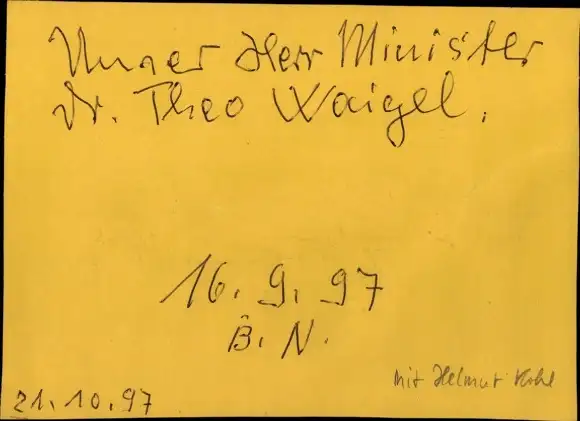 Unser Herr Minister
Dr. Theo Waigel.
16. 9. 97
B. N.
mit Helmut Kohl
21. 10. 97